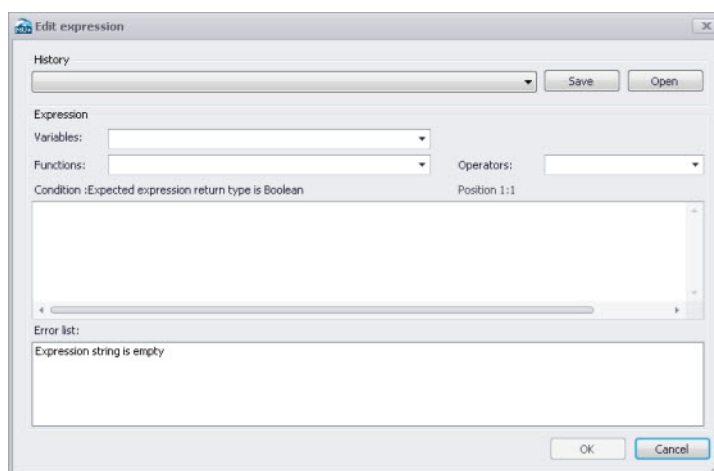 Edit expression
History
Save Open
Expression
Variables:
Functions: Operators:
Condition :Expected expression return type is Boolean Position 1:1
Error list:
Expression string is empty
OK Cancel